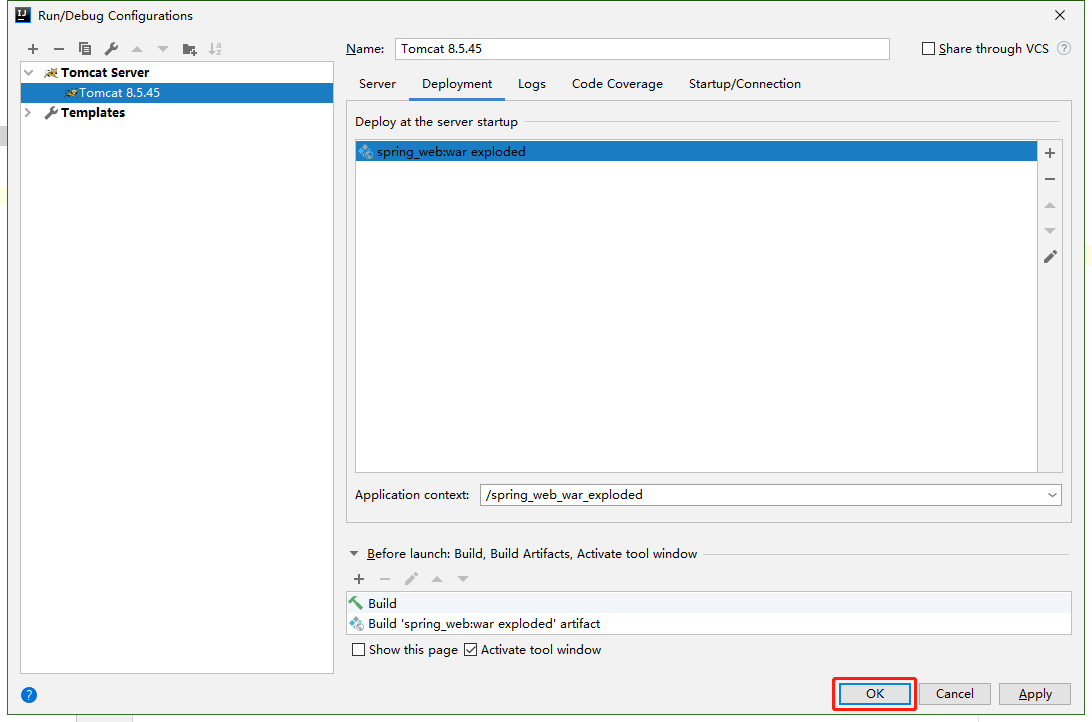 Run/Debug Configurations
Name: Tomcat 8.5.45 Share through VCS ?
Tomcat Server
Tomcat 8.5.45
Templates
Server Deployment Logs Code Coverage Startup/Connection
Deploy at the server startup
spring_web:war exploded
Application context: /spring_web_war_exploded
Before launch: Build, Build Artifacts, Activate tool window
Build
Build 'spring_web:war exploded' artifact
Show this page Activate tool window
? OK Cancel Apply